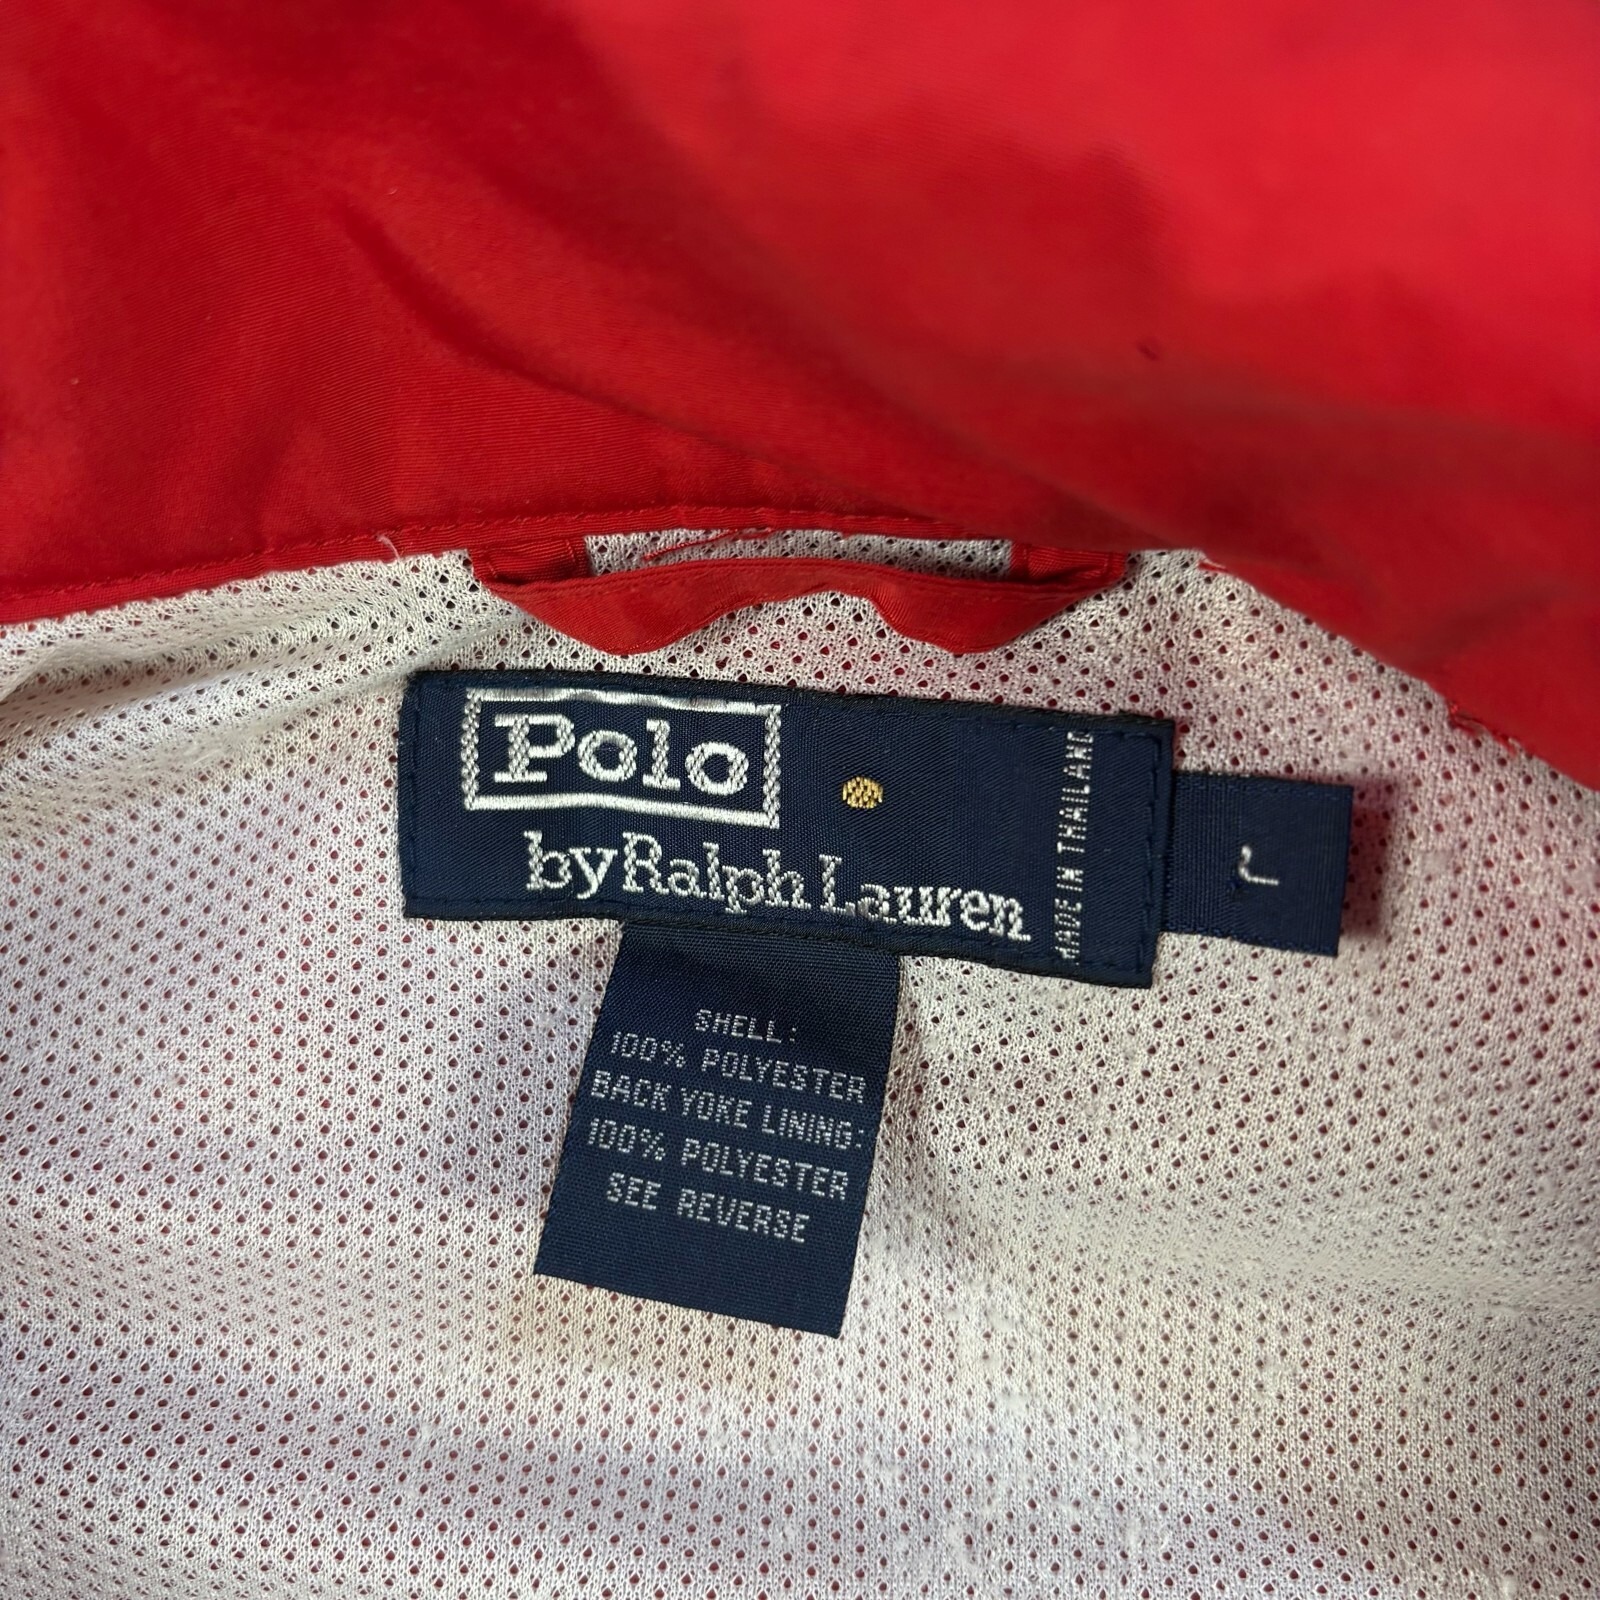 Polo
by Ralph Lauren
MADE IN THAILAND
L
SHELL:
100% POLYESTER
BACK YOKE LINING:
100% POLYESTER
SEE REVERSE